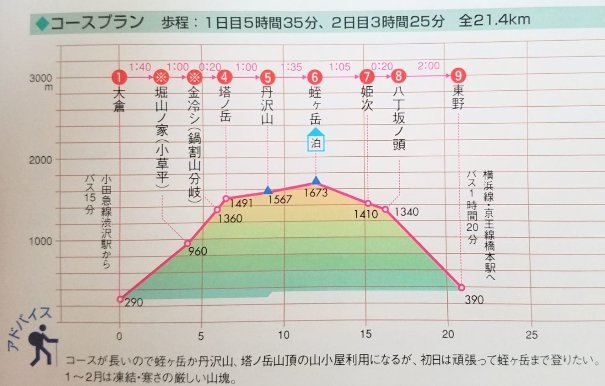 コースプラン 歩程：1日目5時間35分、2日目3時間25分 全21.4km
1:40 1:00 0:20 1:00 1:35 1:05 0:20 2:00
3000
m
1 ※ ※ 4 5 6 7 8 9
大倉
堀山ノ家(小草平)
金冷シ(鍋割山分岐)
塔ノ岳
丹沢山
蛭ヶ岳
泊
姫次
八丁坂ノ頭
東野
2000
1000
小田急線渋沢駅から
バス15分
横浜線・京王線橋本駅へ
バス1時間20分
290
960
1360
1491
1567
1673
1410
1340
390
0 5 10 15 20 25
アドバイス
コースが長いので蛭ヶ岳か丹沢山、塔ノ岳山頂の山小屋利用になるが、初日は頑張って蛭ヶ岳まで登りたい。
1～2月は凍結・寒さの厳しい山塊。